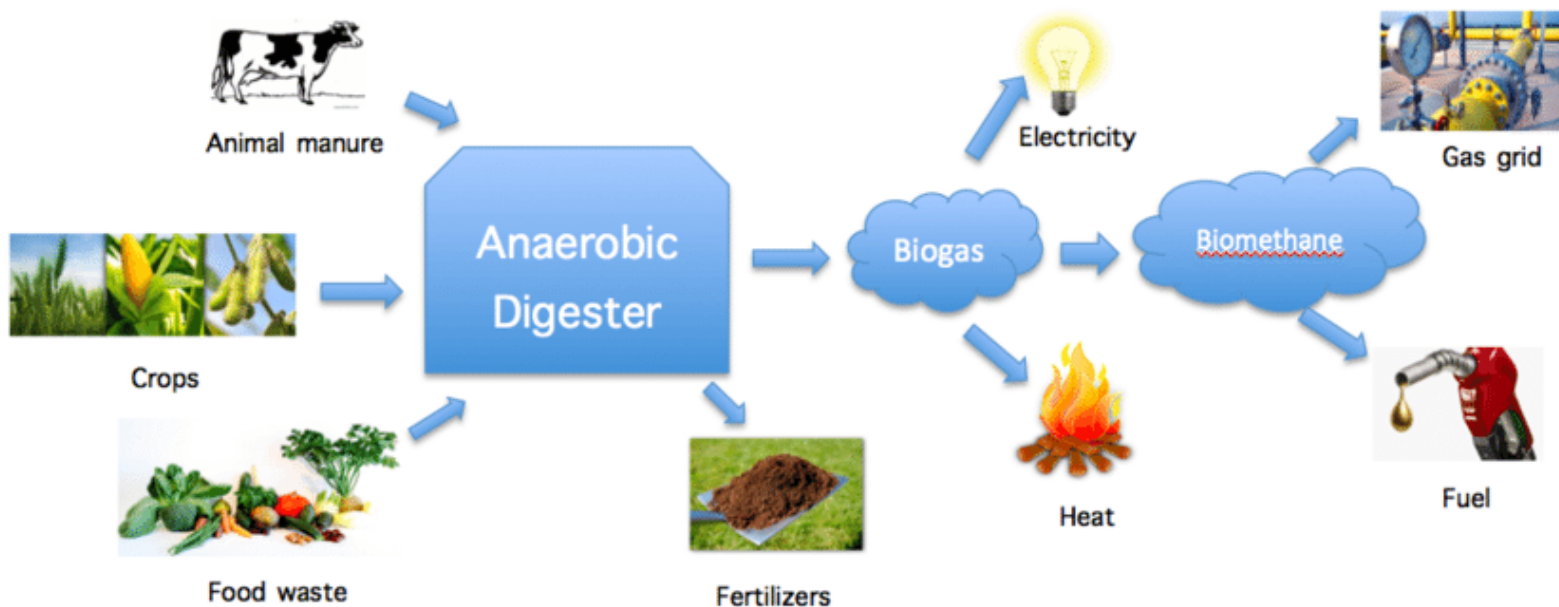 Animal manure
Crops
Food waste
Anaerobic
Digester
Fertilizers
Biogas
Electricity
Heat
Biomethane
Gas grid
Fuel